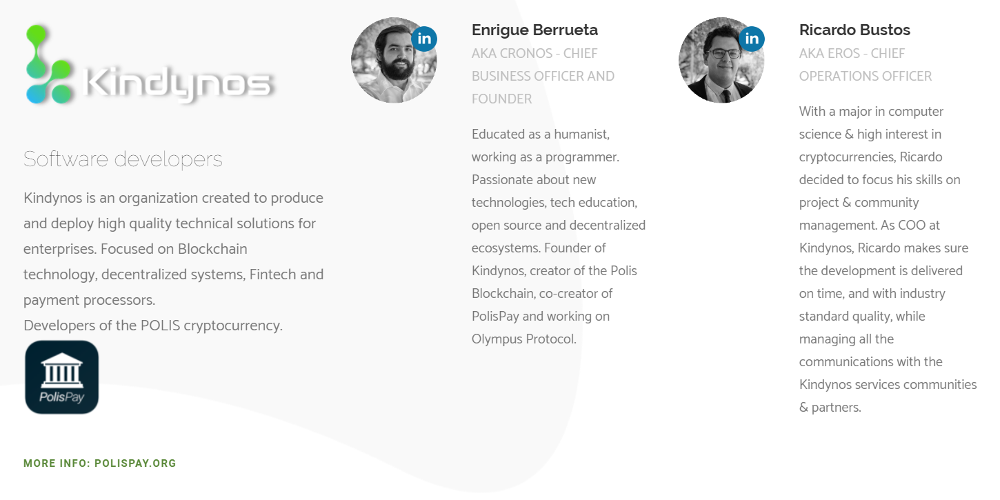 Kindynos
Software developers
Kindynos is an organization created to produce
and deploy high quality technical solutions for
enterprises. Focused on Blockchain
technology, decentralized systems, Fintech and
payment processors.
Developers of the POLIS cryptocurrency.
PolisPay
MORE INFO: POLISPAY.ORG
in
Enrigue Berrueta
AKA CRONOS - CHIEF
BUSINESS OFFICER AND
FOUNDER
Educated as a humanist,
working as a programmer.
Passionate about new
technologies, tech education,
open source and decentralized
ecosystems. Founder of
Kindynos, creator of the Polis
Blockchain, co-creator of
PolisPay and working on
Olympus Protocol.
in
Ricardo Bustos
AKA EROS - CHIEF
OPERATIONS OFFICER
With a major in computer
science & high interest in
cryptocurrencies, Ricardo
decided to focus his skills on
project & community
management. As COO at
Kindynos, Ricardo makes sure
the development is delivered
on time, and with industry
standard quality, while
managing all the
communications with the
Kindynos services communities
& partners.